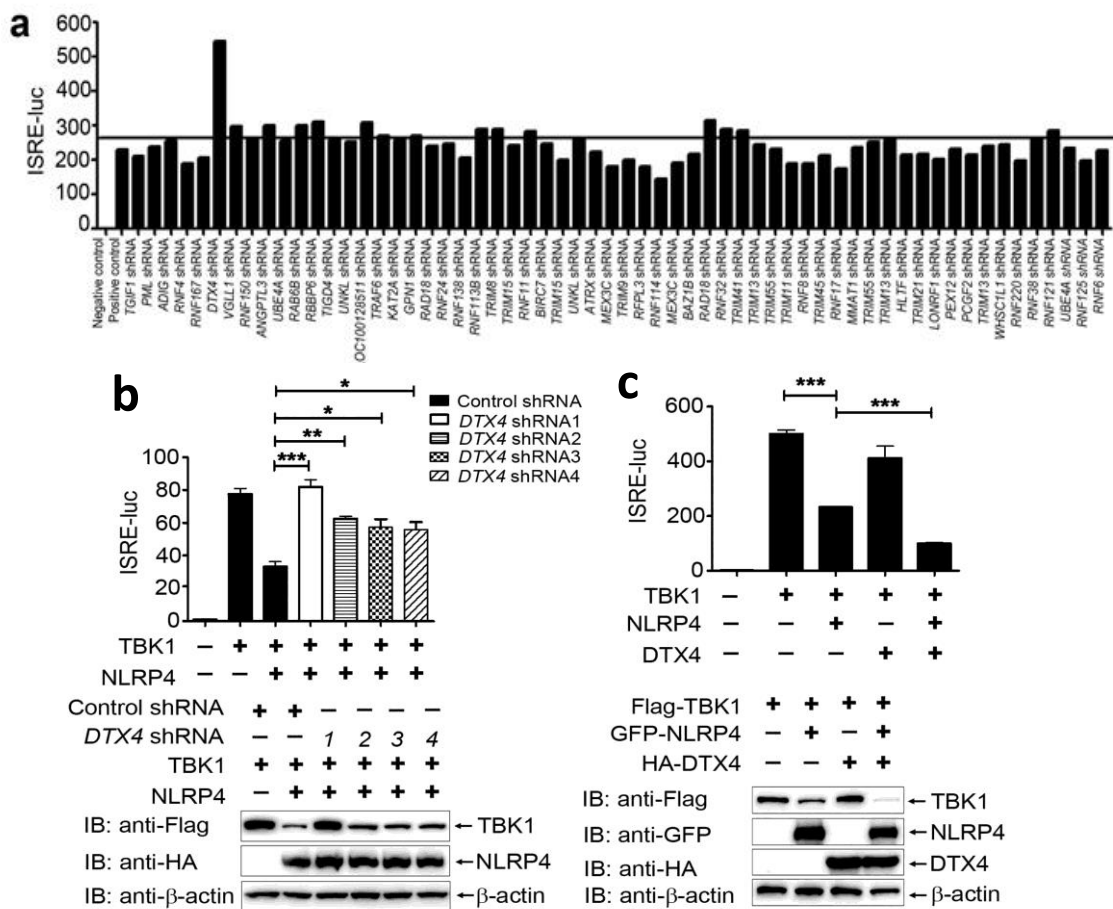 a
ISRE-luc
600
500
400
300
200
100
0
Negative control
Positive control
TGIF1 shRNA
PML shRNA
ADIG shRNA
RNF4 shRNA
RNF167 shRNA
DTX4 shRNA
VGLL1 shRNA
RNF150 shRNA
ANGPTL3 shRNA
UBE4A shRNA
RAB6B shRNA
RBBP6 shRNA
TIGD4 shRNA
UNKL shRNA
OC100128511 shRNA
TRAF6 shRNA
KAT2A shRNA
GPN1 shRNA
RAD18 shRNA
RNF24 shRNA
RNF138 shRNA
RNF113B shRNA
TRIM8 shRNA
TRIM15 shRNA
RNF11 shRNA
BIRC7 shRNA
TRIM15 shRNA
UNKL shRNA
ATRX shRNA
MEX3C shRNA
TRIM9 shRNA
RFPL3 shRNA
RNF114 shRNA
MEX3C shRNA
BAZ1B shRNA
RAD18 shRNA
RNF32 shRNA
TRIM41 shRNA
TRIM13 shRNA
TRIM55 shRNA
TRIM11 shRNA
RNF8 shRNA
TRIM45 shRNA
RNF17 shRNA
MMAT1 shRNA
TRIM55 shRNA
TRIM13 shRNA
HLTF shRNA
TRIM21 shRNA
LONRF1 shRNA
PEX12 shRNA
PCGF2 shRNA
TRIM13 shRNA
WHSC1L1 shRNA
RNF220 shRNA
RNF38 shRNA
RNF121 shRNA
UBE4A shRNA
RNF125 shRNA
RNF6 shRNA
b
Control shRNA
DTX4 shRNA1
DTX4 shRNA2
DTX4 shRNA3
DTX4 shRNA4
*
*
**
***
ISRE-luc
100
80
60
40
20
0
TBK1 – + + + + + +
NLRP4 – – + + + + +
Control shRNA + + – – – –
DTX4 shRNA – – 1 2 3 4
TBK1 + + + + + +
NLRP4 – + + + + +
IB: anti-Flag ←TBK1
IB: anti-HA ←NLRP4
IB: anti-β-actin ←β-actin
c
*** ***
ISRE-luc
600
400
200
0
TBK1 – + + + +
NLRP4 – – + – +
DTX4 – – – + +
Flag-TBK1 + + + +
GFP-NLRP4 – + – +
HA-DTX4 – – + +
IB: anti-Flag ←TBK1
IB: anti-GFP ←NLRP4
IB: anti-HA ←DTX4
IB: anti-β-actin ←β-actin